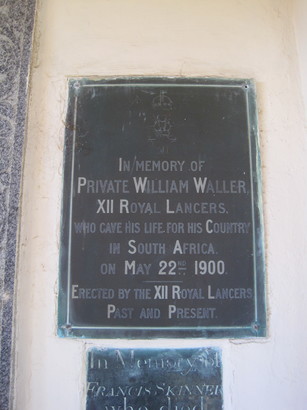 IN MEMORY OF
PRIVATE WILLIAM WALLER.
XII ROYAL LANCERS.
WHO GAVE HIS LIFE FOR HIS COUNTRY
IN SOUTH AFRICA.
ON MAY 22ND 1900.
ERECTED BY THE XII ROYAL LANCERS
PAST AND PRESENT.
In Memory of
FRANCIS SKINNER